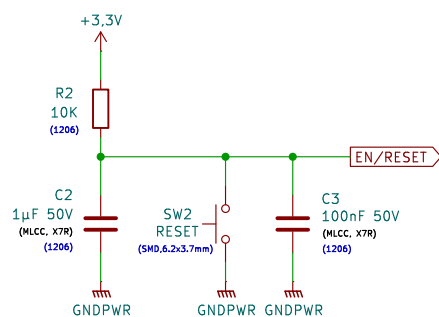 +3,3V
R2
10K
(1206)
EN/RESET
C2
1µF 50V
(MLCC, X7R)
(1206)
SW2
RESET
(SMD,6.2x3.7mm)
C3
100nF 50V
(MLCC, X7R)
(1206)
GNDPWR
GNDPWR
GNDPWR